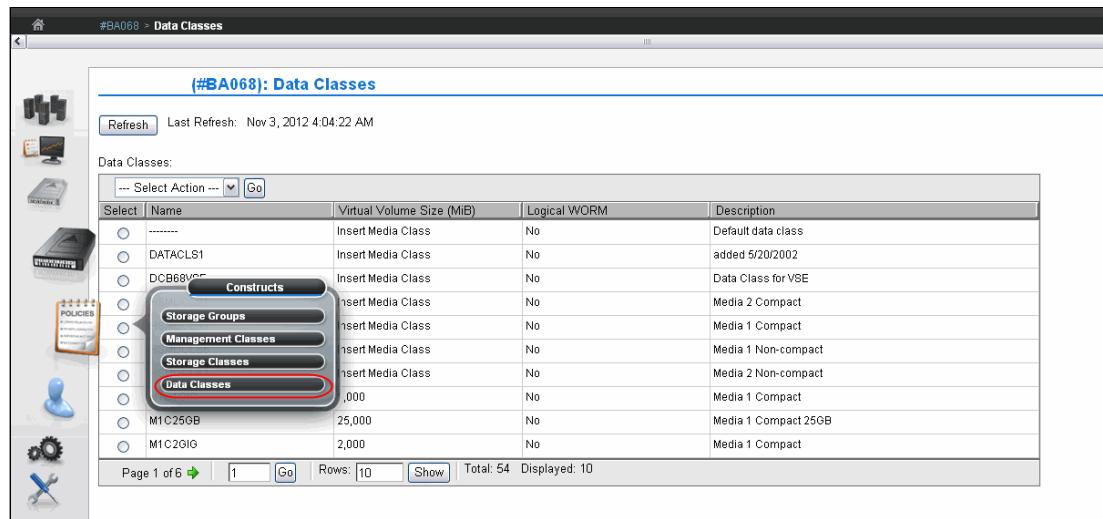 #BA068 > Data Classes
(#BA068): Data Classes
Refresh Last Refresh: Nov 3, 2012 4:04:22 AM
Data Classes:
--- Select Action --- Go
Select Name Virtual Volume Size (MiB) Logical WORM Description
-------- Insert Media Class No Default data class
DATACLS1 Insert Media Class No added 5/20/2002
Insert Media Class No Data Class for VSE
Insert Media Class No Media 2 Compact
Insert Media Class No Media 1 Compact
Insert Media Class No Media 1 Non-compact
Insert Media Class No Media 2 Non-compact
,000 No Media 1 Compact
M1C25GB 25,000 No Media 1 Compact 25GB
M1C2GIG 2,000 No Media 1 Compact
Page 1 of 6 1 Go Rows: 10 Show Total: 54 Displayed: 10
POLICIES
Constructs
Storage Groups
Management Classes
Storage Classes
Data Classes